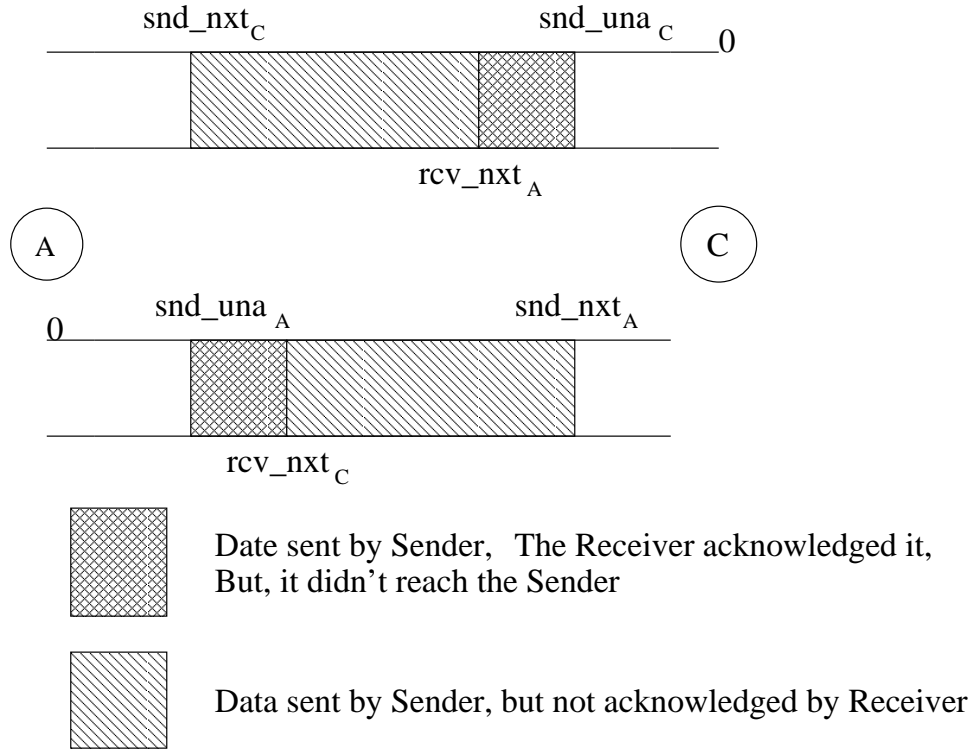 snd_nxt_C snd_una_C
0
rcv_nxt_A
A C
snd_una_A snd_nxt_A
0
rcv_nxt_C
Date sent by Sender, The Receiver acknowledged it,
But, it didn't reach the Sender
Data sent by Sender, but not acknowledged by Receiver